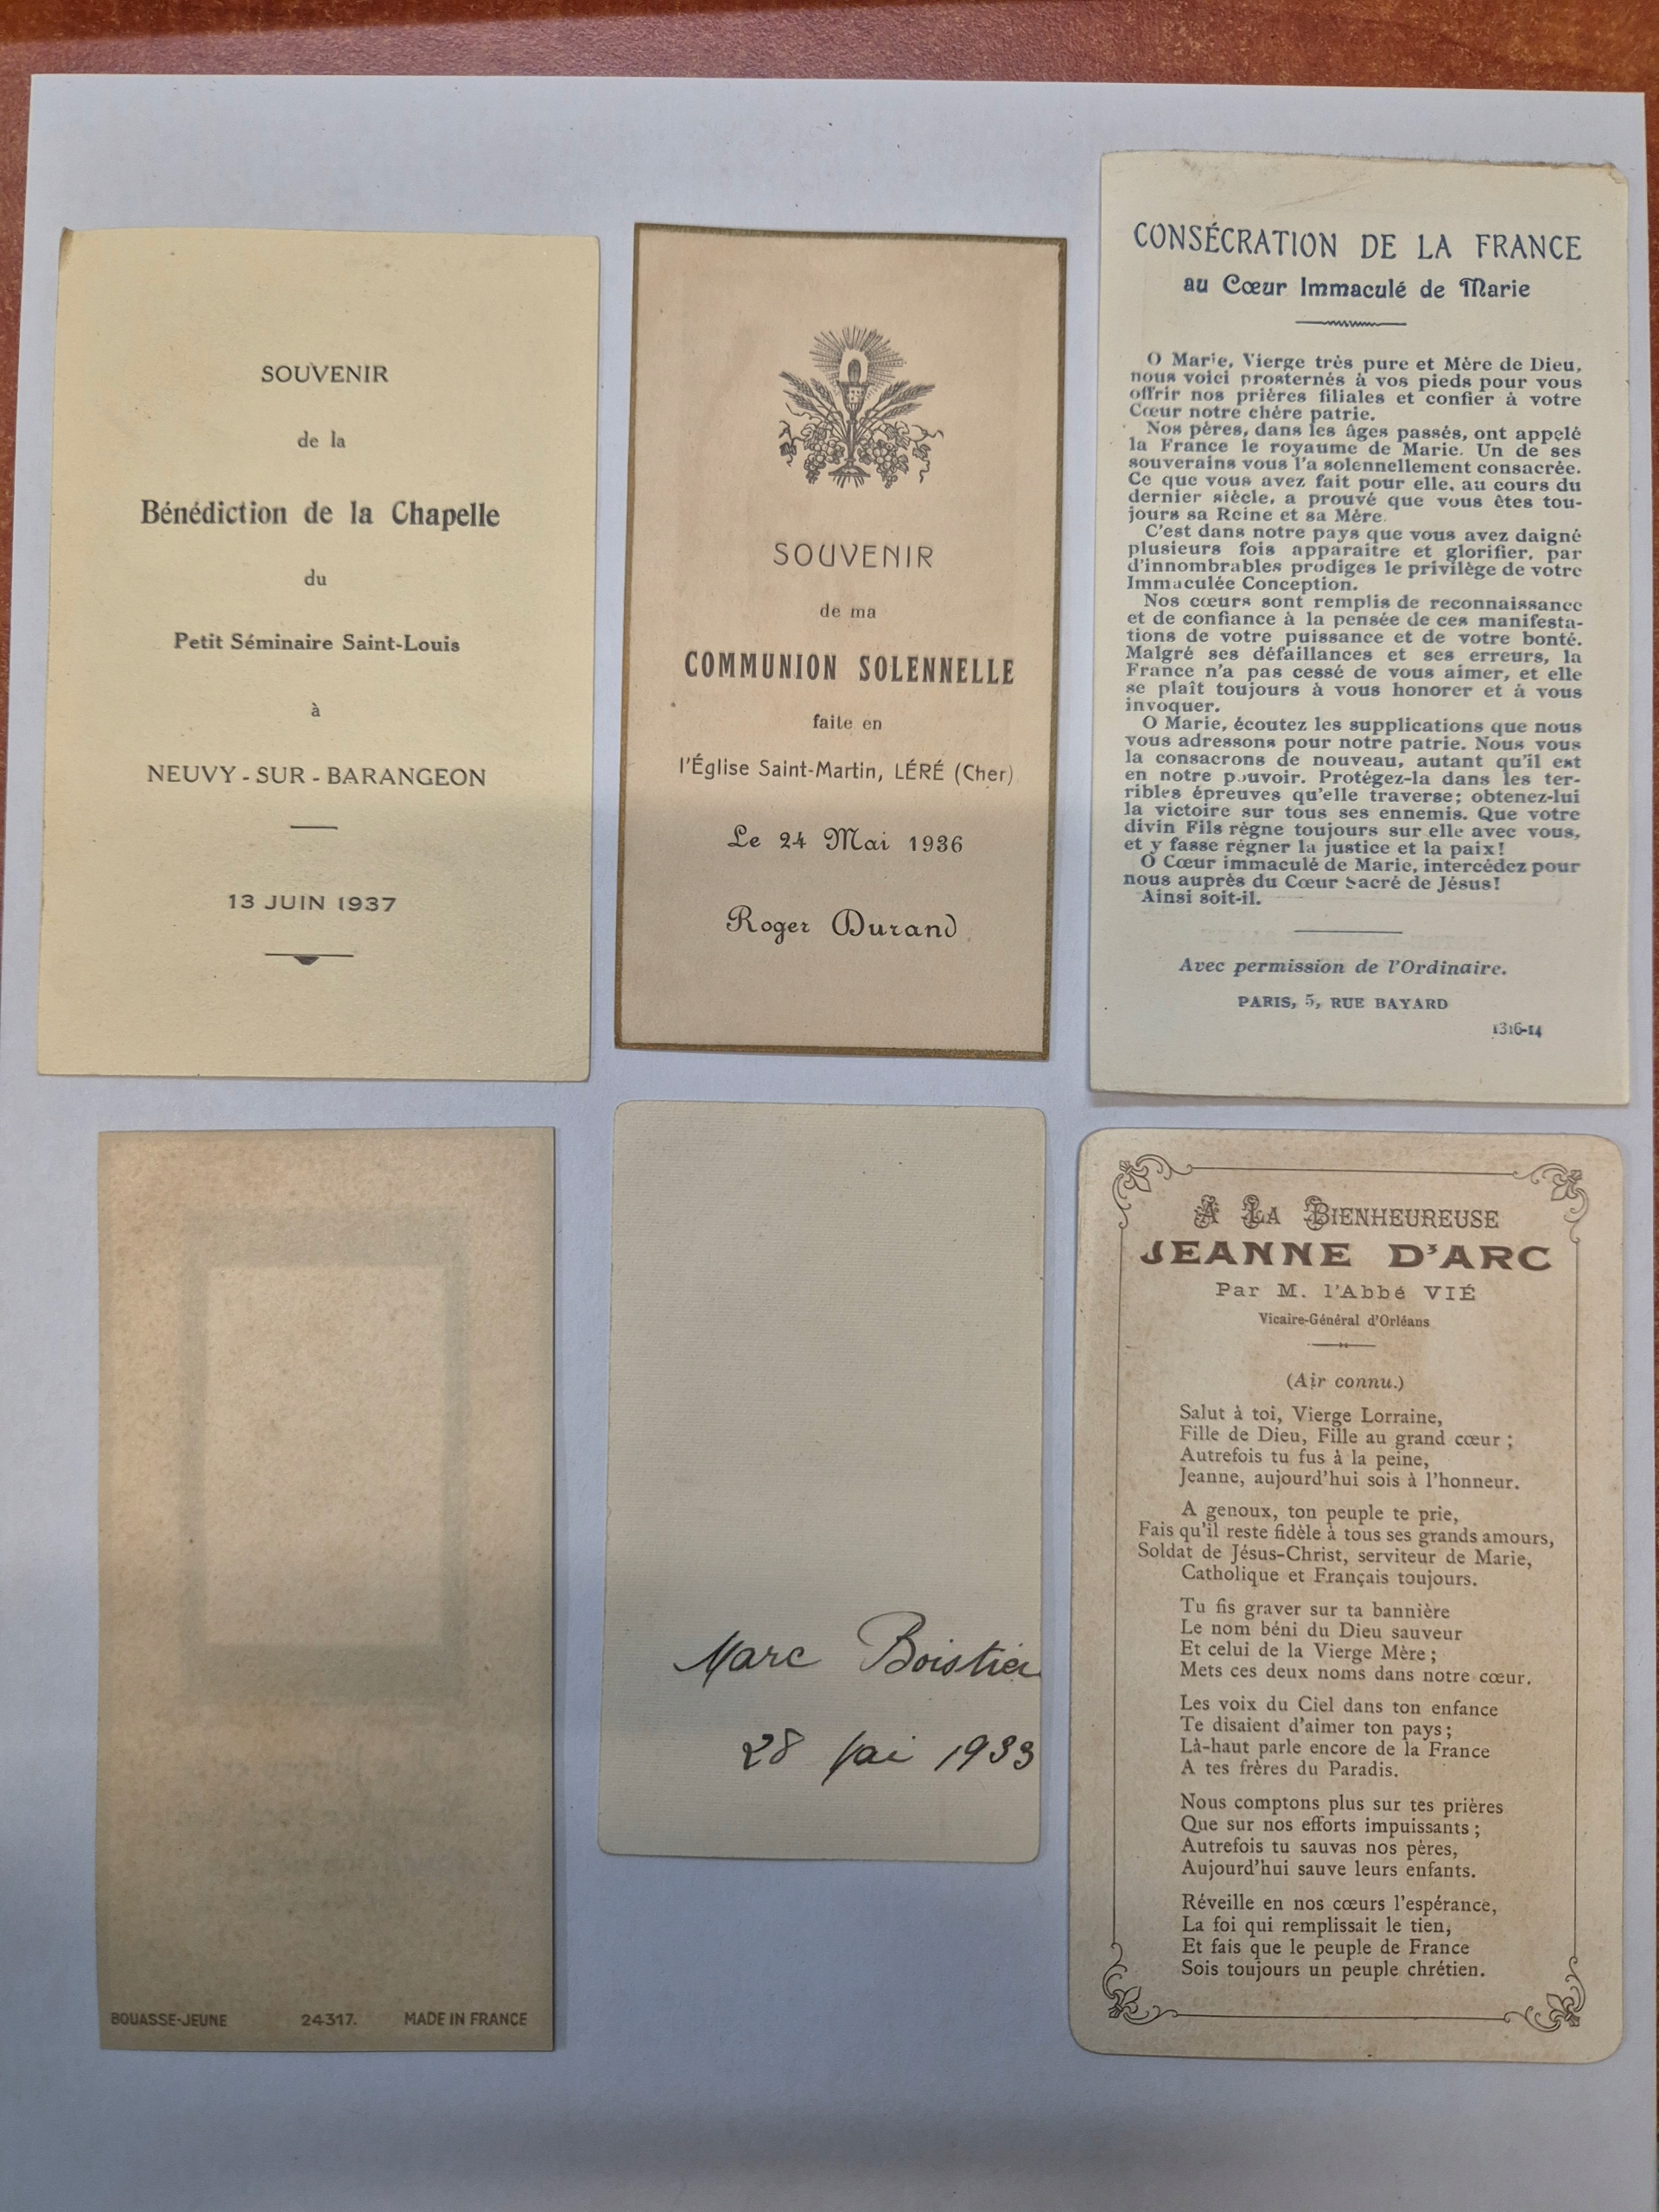 SOUVENIR
de la
Bénédiction de la Chapelle
du
Petit Séminaire Saint-Louis
à
NEUVY-SUR-BARANGEON
13 JUIN 1937
SOUVENIR
de ma
COMMUNION SOLENNELLE
faite en
l'Église Saint-Martin, LÉRÉ (Cher)
Le 24 Mai 1936
Roger Durand
CONSÉCRATION DE LA FRANCE
au Cœur Immaculé de Marie
O Marie, Vierge très pure et Mère de Dieu,
nous voici prosternés à vos pieds pour vous
offrir nos prières filiales et confier à votre
Cœur notre chère patrie.
Nos pères, dans les âges passés, ont appelé
la France le royaume de Marie. Un de ses
souverains vous l'a solennellement consacrée.
Ce que vous avez fait pour elle, au cours du
dernier siècle, a prouvé que vous êtes tou-
jours sa Reine et sa Mère.
C'est dans notre pays que vous avez daigné
plusieurs fois apparaitre et glorifier, par
d'innombrables prodiges le privilège de votre
Immaculée Conception.
Nos cœurs sont remplis de reconnaissance
et de confiance à la pensée de ces manifesta-
tions de votre puissance et de votre bonté.
Malgré ses défaillances et ses erreurs, la
France n'a pas cessé de vous aimer, et elle
se plaît toujours à vous honorer et à vous
invoquer.
O Marie, écoutez les supplications que nous
vous adressons pour notre patrie. Nous vous
la consacrons de nouveau, autant qu'il est
en notre pouvoir. Protégez-la dans les ter-
ribles épreuves qu'elle traverse; obtenez-lui
la victoire sur tous ses ennemis. Que votre
divin Fils règne toujours sur elle avec vous,
et y fasse régner la justice et la paix!
O Cœur immaculé de Marie, intercédez pour
nous auprès du Cœur Sacré de Jésus!
Ainsi soit-il.
Avec permission de l'Ordinaire.
PARIS, 5, RUE BAYARD
1316-14
BOUASSE-JEUNE 24317. MADE IN FRANCE
Marc Boistier
28 Mai 1933
A LA BIENHEUREUSE
JEANNE D'ARC
Par M. l'Abbé VIÉ
Vicaire-Général d'Orléans
(Air connu.)
Salut à toi, Vierge Lorraine,
Fille de Dieu, Fille au grand cœur ;
Autrefois tu fus à la peine,
Jeanne, aujourd'hui sois à l'honneur.
A genoux, ton peuple te prie,
Fais qu'il reste fidèle à tous ses grands amours,
Soldat de Jésus-Christ, serviteur de Marie,
Catholique et Français toujours.
Tu fis graver sur ta bannière
Le nom béni du Dieu sauveur
Et celui de la Vierge Mère ;
Mets ces deux noms dans notre cœur.
Les voix du Ciel dans ton enfance
Te disaient d'aimer ton pays ;
Là-haut parle encore de la France
A tes frères du Paradis.
Nous comptons plus sur tes prières
Que sur nos efforts impuissants ;
Autrefois tu sauvas nos pères,
Aujourd'hui sauve leurs enfants.
Réveille en nos cœurs l'espérance,
La foi qui remplissait le tien,
Et fais que le peuple de France
Sois toujours un peuple chrétien.